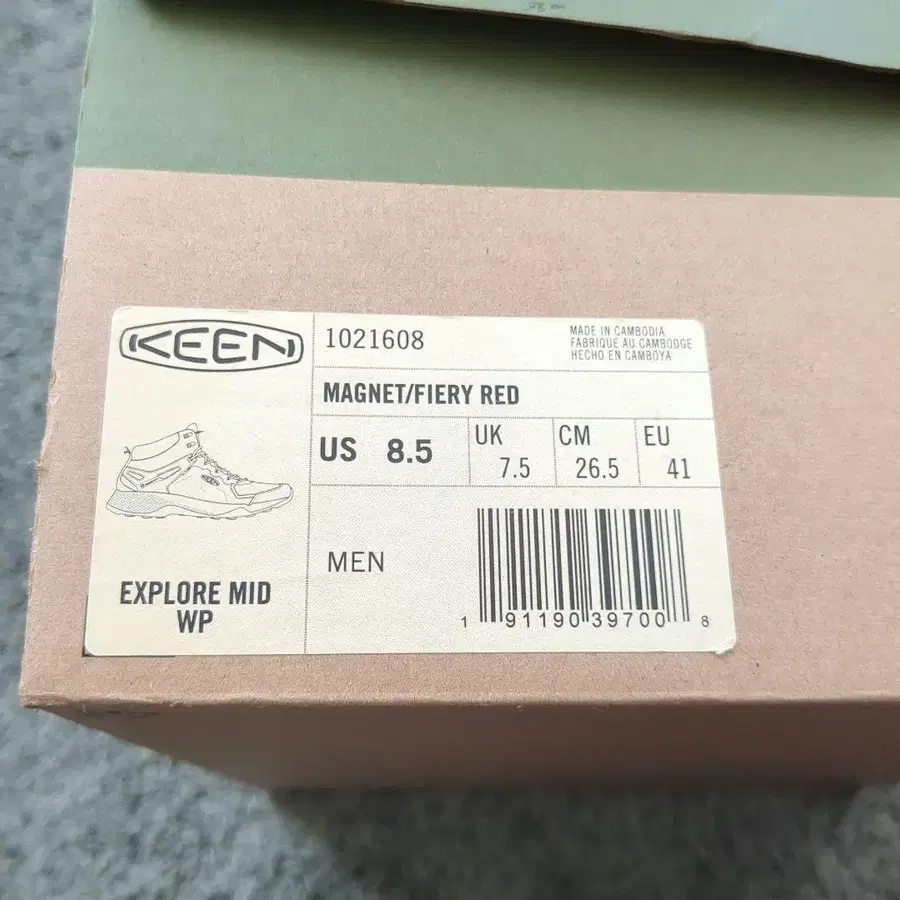 KEEN
1021608
MADE IN CAMBODIA
FABRIQUE AU CAMBODGE
HECHO EN CAMBOYA
MAGNET/FIERY RED
US 8.5
UK 7.5
CM 26.5
EU 41
MEN
EXPLORE MID
WP
1 91190 39700 8